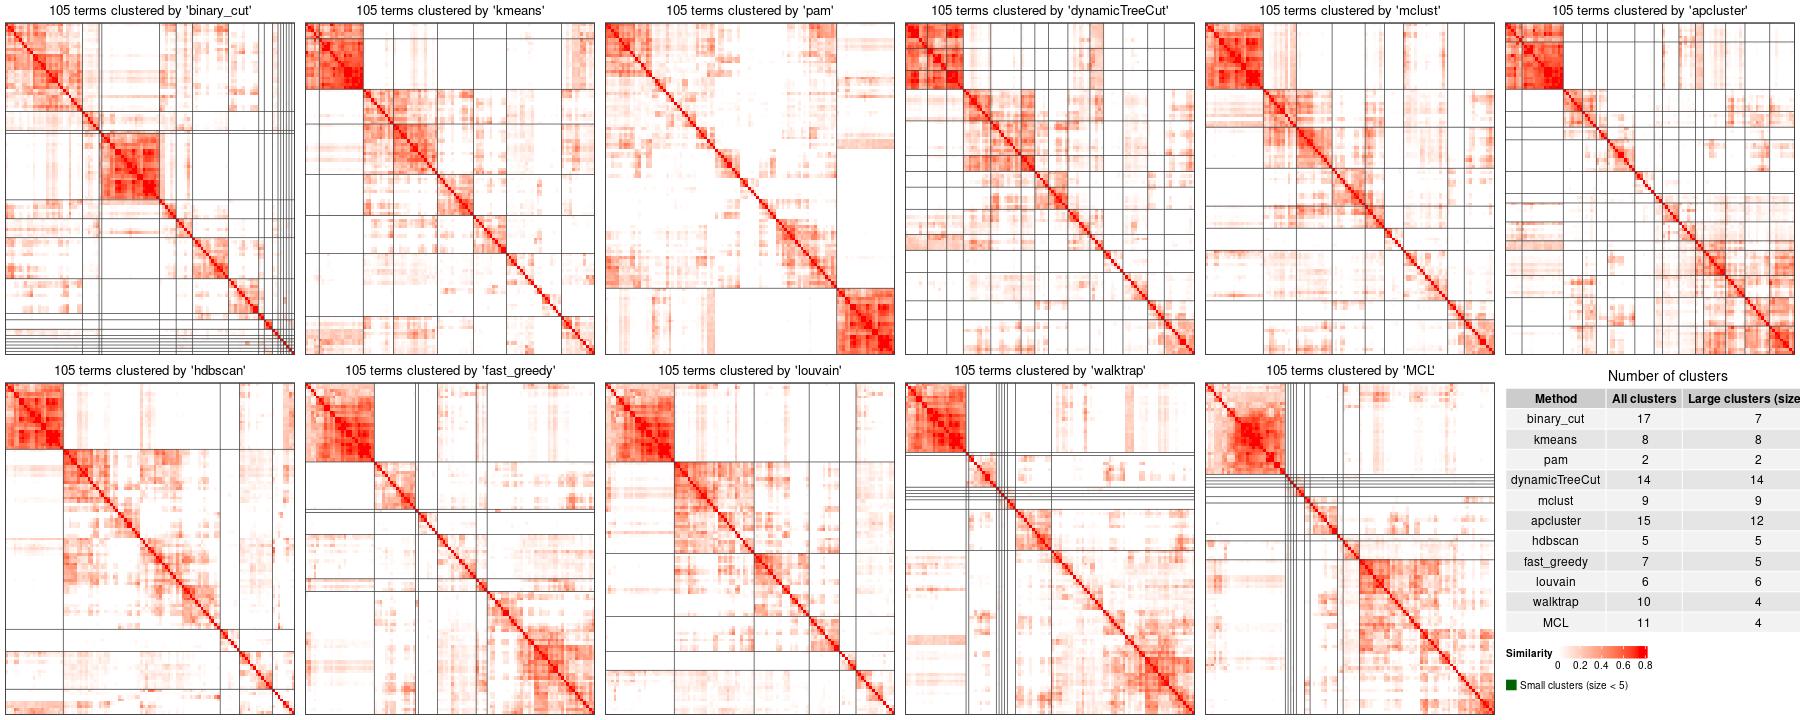 105 terms clustered by 'binary_cut'
105 terms clustered by 'kmeans'
105 terms clustered by 'pam'
105 terms clustered by 'dynamicTreeCut'
105 terms clustered by 'mclust'
105 terms clustered by 'apcluster'
105 terms clustered by 'hdbscan'
105 terms clustered by 'fast_greedy'
105 terms clustered by 'louvain'
105 terms clustered by 'walktrap'
105 terms clustered by 'MCL'
Number of clusters
Method All clusters Large clusters (size
binary_cut 17 7
kmeans 8 8
pam 2 2
dynamicTreeCut 14 14
mclust 9 9
apcluster 15 12
hdbscan 5 5
fast_greedy 7 5
louvain 6 6
walktrap 10 4
MCL 11 4
Similarity
0 0.2 0.4 0.6 0.8
Small clusters (size < 5)